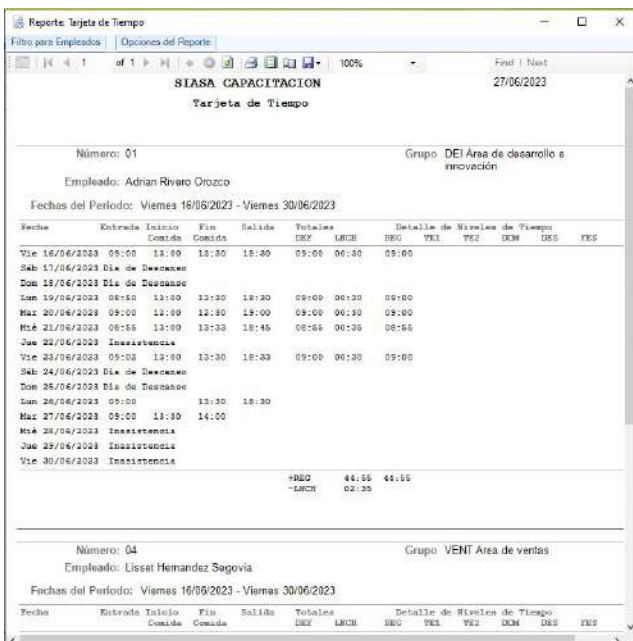 Reporte: Tarjeta de Tiempo
Filtro para Empleados Opciones del Reporte
1 of 1 100% Find | Next
SIASA CAPACITACION 27/06/2023
Tarjeta de Tiempo
Número: 01 Grupo DEI Área de desarrollo e
innovación
Empleado: Adrian Rivero Orozco
Fechas del Periodo: Viernes 16/06/2023 - Viernes 30/06/2023
Fecha Entrada Inicio Fin Salida Totales Detalle de Niveles de Tiempo
Comida Comida DEF LNCH REG TE1 TE2 DOM DES FES
Vie 16/06/2023 09:00 13:00 13:30 18:30 09:00 00:30 09:00
Sáb 17/06/2023 Dia de Descanso
Dom 18/06/2023 Dia de Descanso
Lun 19/06/2023 08:50 13:00 13:30 18:30 09:00 00:30 09:00
Mar 20/06/2023 09:00 12:00 12:30 19:00 09:00 00:30 09:00
Mié 21/06/2023 08:55 13:00 13:33 18:45 08:55 00:35 08:55
Jue 22/06/2023 Inasistencia
Vie 23/06/2023 09:02 13:00 13:30 18:33 09:00 00:30 09:00
Sáb 24/06/2023 Dia de Descanso
Dom 25/06/2023 Dia de Descanso
Lun 26/06/2023 09:00 13:30 18:30
Mar 27/06/2023 09:00 13:30 14:00
Mié 28/06/2023 Inasistencia
Jue 29/06/2023 Inasistencia
Vie 30/06/2023 Inasistencia
+REG 44:55 44:55
-LNCH 02:35
Número: 04 Grupo VENT Area de ventas
Empleado: Lisset Hernandez Segovia
Fechas del Periodo: Viernes 16/06/2023 - Viernes 30/06/2023
Fecha Entrada Inicio Fin Salida Totales Detalle de Niveles de Tiempo
Comida Comida DEF LNCH REG TE1 TE2 DOM DES FES